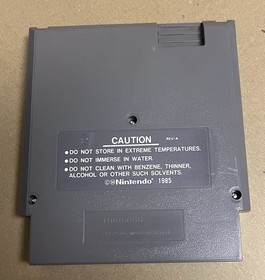 CAUTION
REV-A
• DO NOT STORE IN EXTREME TEMPERATURES.
• DO NOT IMMERSE IN WATER.
• DO NOT CLEAN WITH BENZENE, THINNER,
ALCOHOL OR OTHER SUCH SOLVENTS.
©®Nintendo® 1985